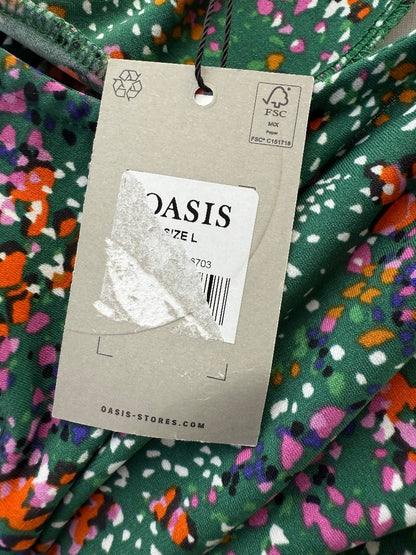 FSC
MIX
Paper
FSC® C151718
OASIS
SIZE L
6703
OASIS-STORES.COM